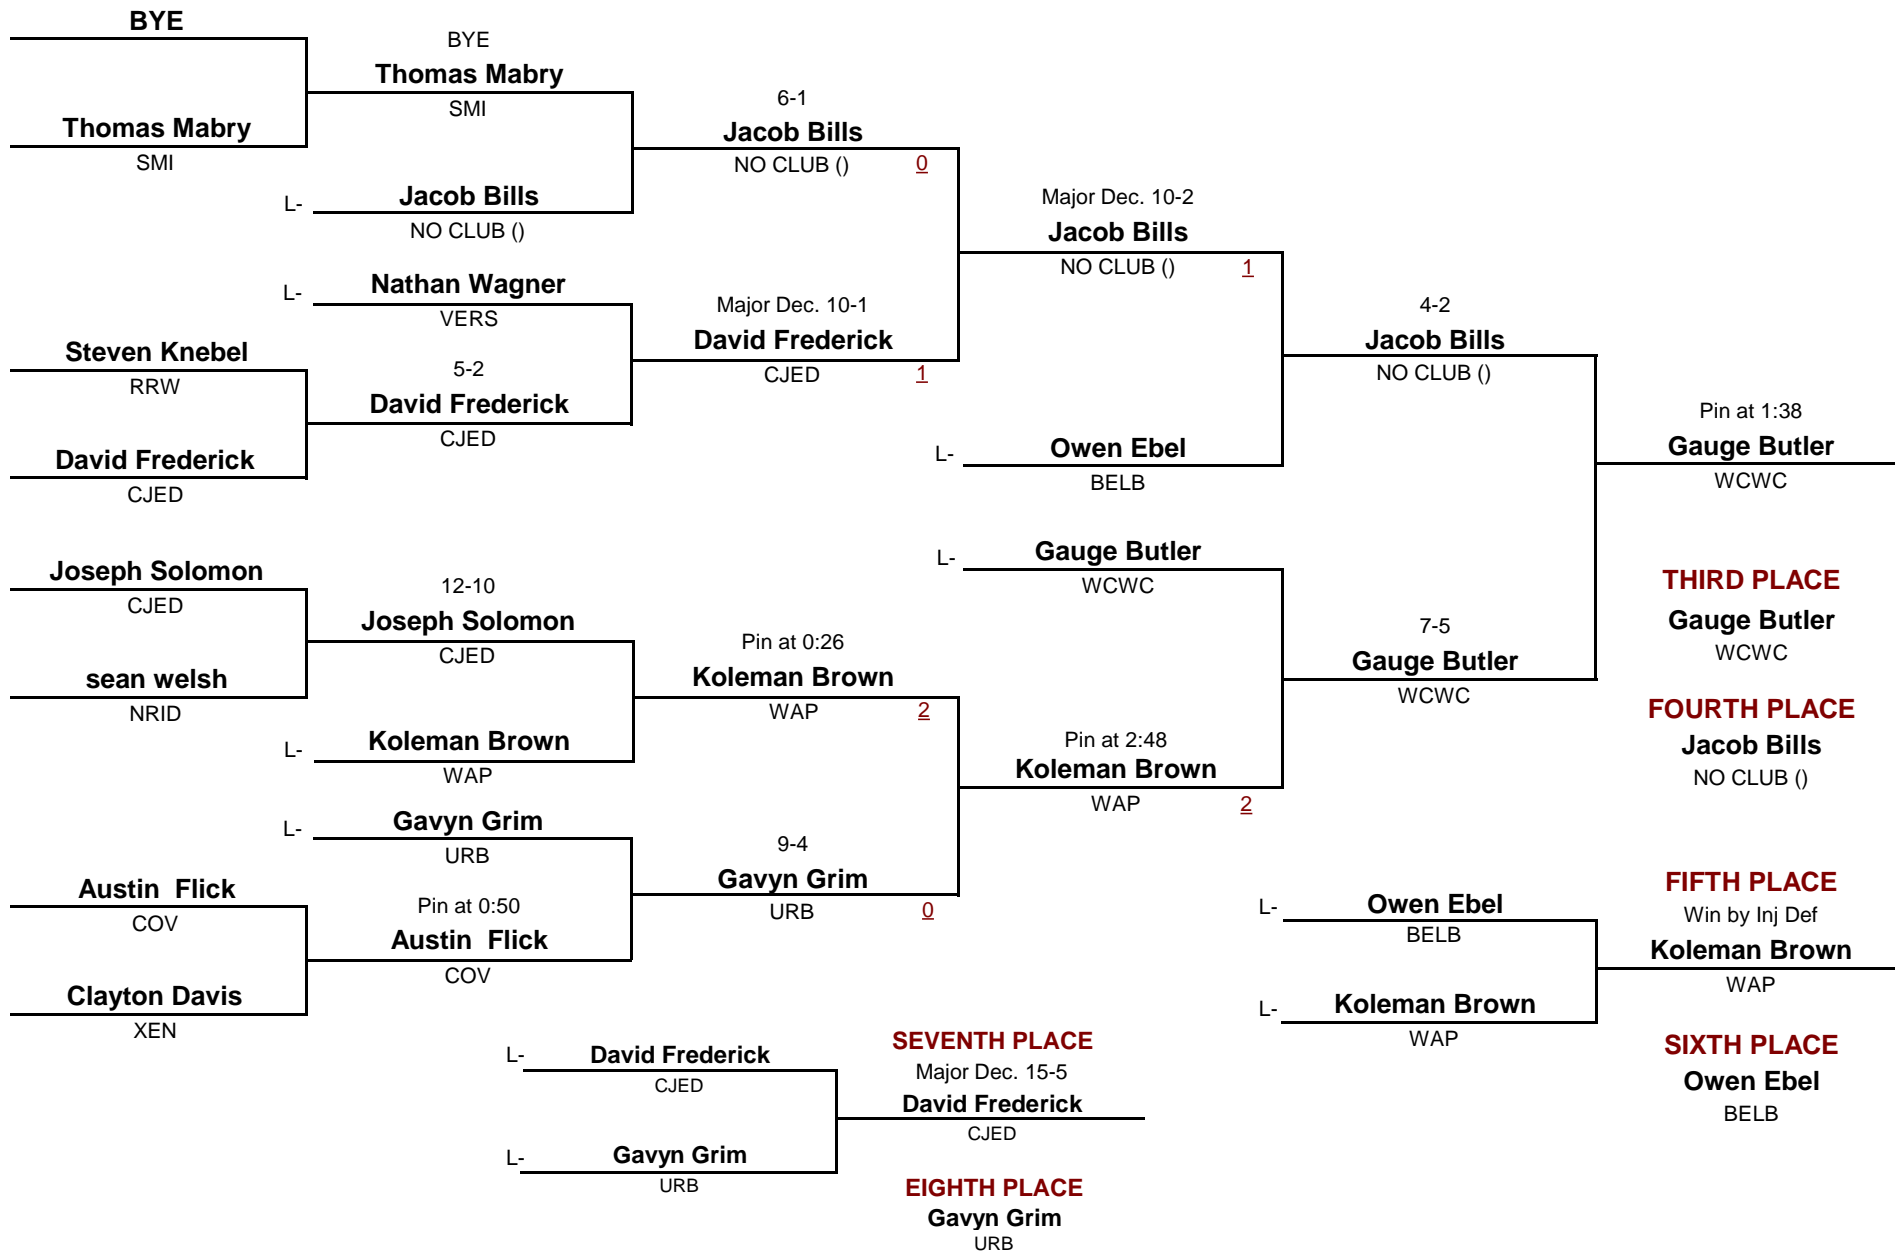 BYE
Thomas Mabry
SMI
Steven Knebel
RRW
David Frederick
CJED
Joseph Solomon
CJED
sean welsh
NRID
Austin  Flick
COV
Clayton Davis
XEN
BYE
Thomas Mabry
SMI
L-
Jacob Bills
NO CLUB ()
L-
Nathan Wagner
VERS
5-2
David Frederick
CJED
12-10
Joseph Solomon
CJED
L-
Koleman Brown
WAP
L-
Gavyn Grim
URB
Pin at 0:50
Austin  Flick
COV
6-1
Jacob Bills
NO CLUB ()
0
Major Dec. 10-1
David Frederick
CJED
1
Pin at 0:26
Koleman Brown
WAP
2
9-4
Gavyn Grim
URB
0
Major Dec. 10-2
Jacob Bills
NO CLUB ()
1
L-
Owen Ebel
BELB
L-
Gauge Butler
WCWC
Pin at 2:48
Koleman Brown
WAP
2
4-2
Jacob Bills
NO CLUB ()
7-5
Gauge Butler
WCWC
Pin at 1:38
Gauge Butler
WCWC
THIRD PLACE
Gauge Butler
WCWC
FOURTH PLACE
Jacob Bills
NO CLUB ()
L-
Owen Ebel
BELB
L-
Koleman Brown
WAP
FIFTH PLACE
Win by Inj Def
Koleman Brown
WAP
SIXTH PLACE
Owen Ebel
BELB
L-
David Frederick
CJED
L-
Gavyn Grim
URB
SEVENTH PLACE
Major Dec. 15-5
David Frederick
CJED
EIGHTH PLACE
Gavyn Grim
URB